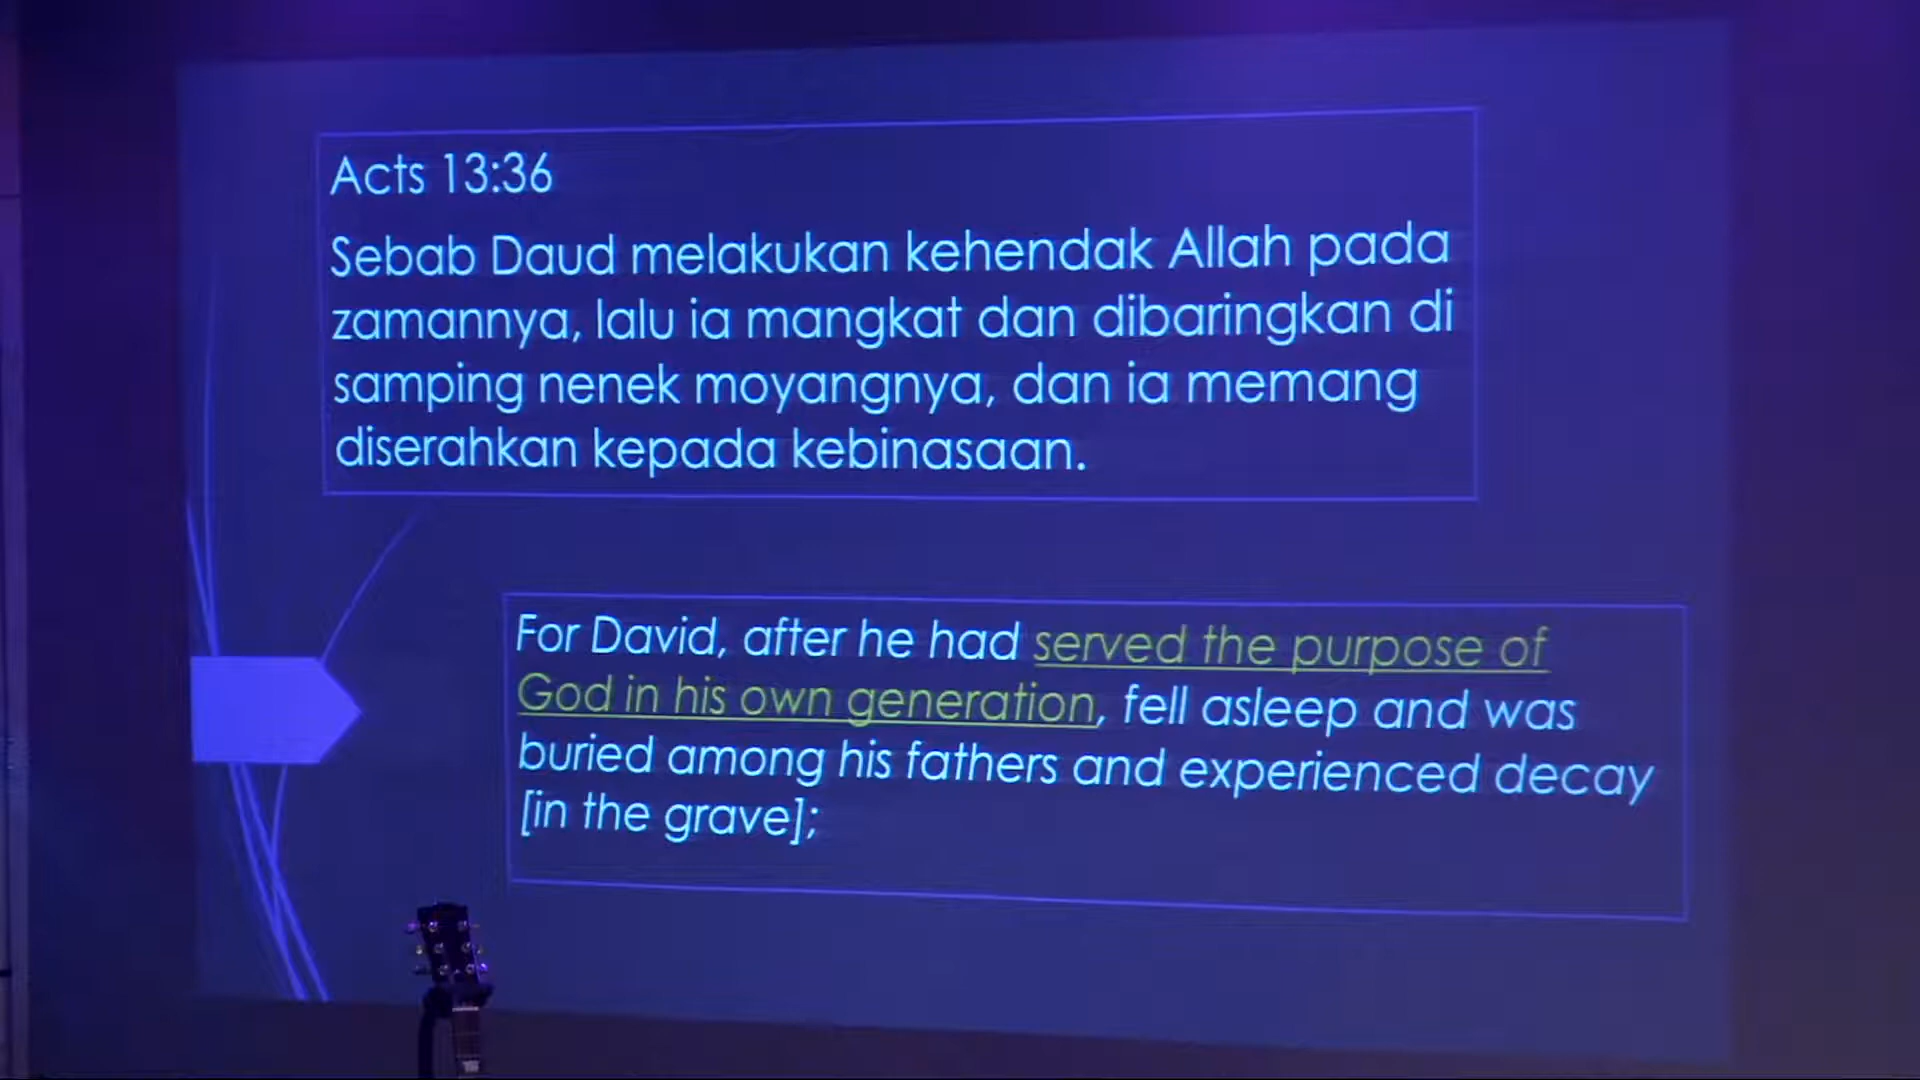 Acts 13:36
Sebab Daud melakukan kehendak Allah pada
zamannya, lalu ia mangkat dan dibaringkan di
samping nenek moyangnya, dan ia memang
diserahkan kepada kebinasaan.
For David, after he had served the purpose of
God in his own generation, fell asleep and was
buried among his fathers and experienced decay
[in the grave];